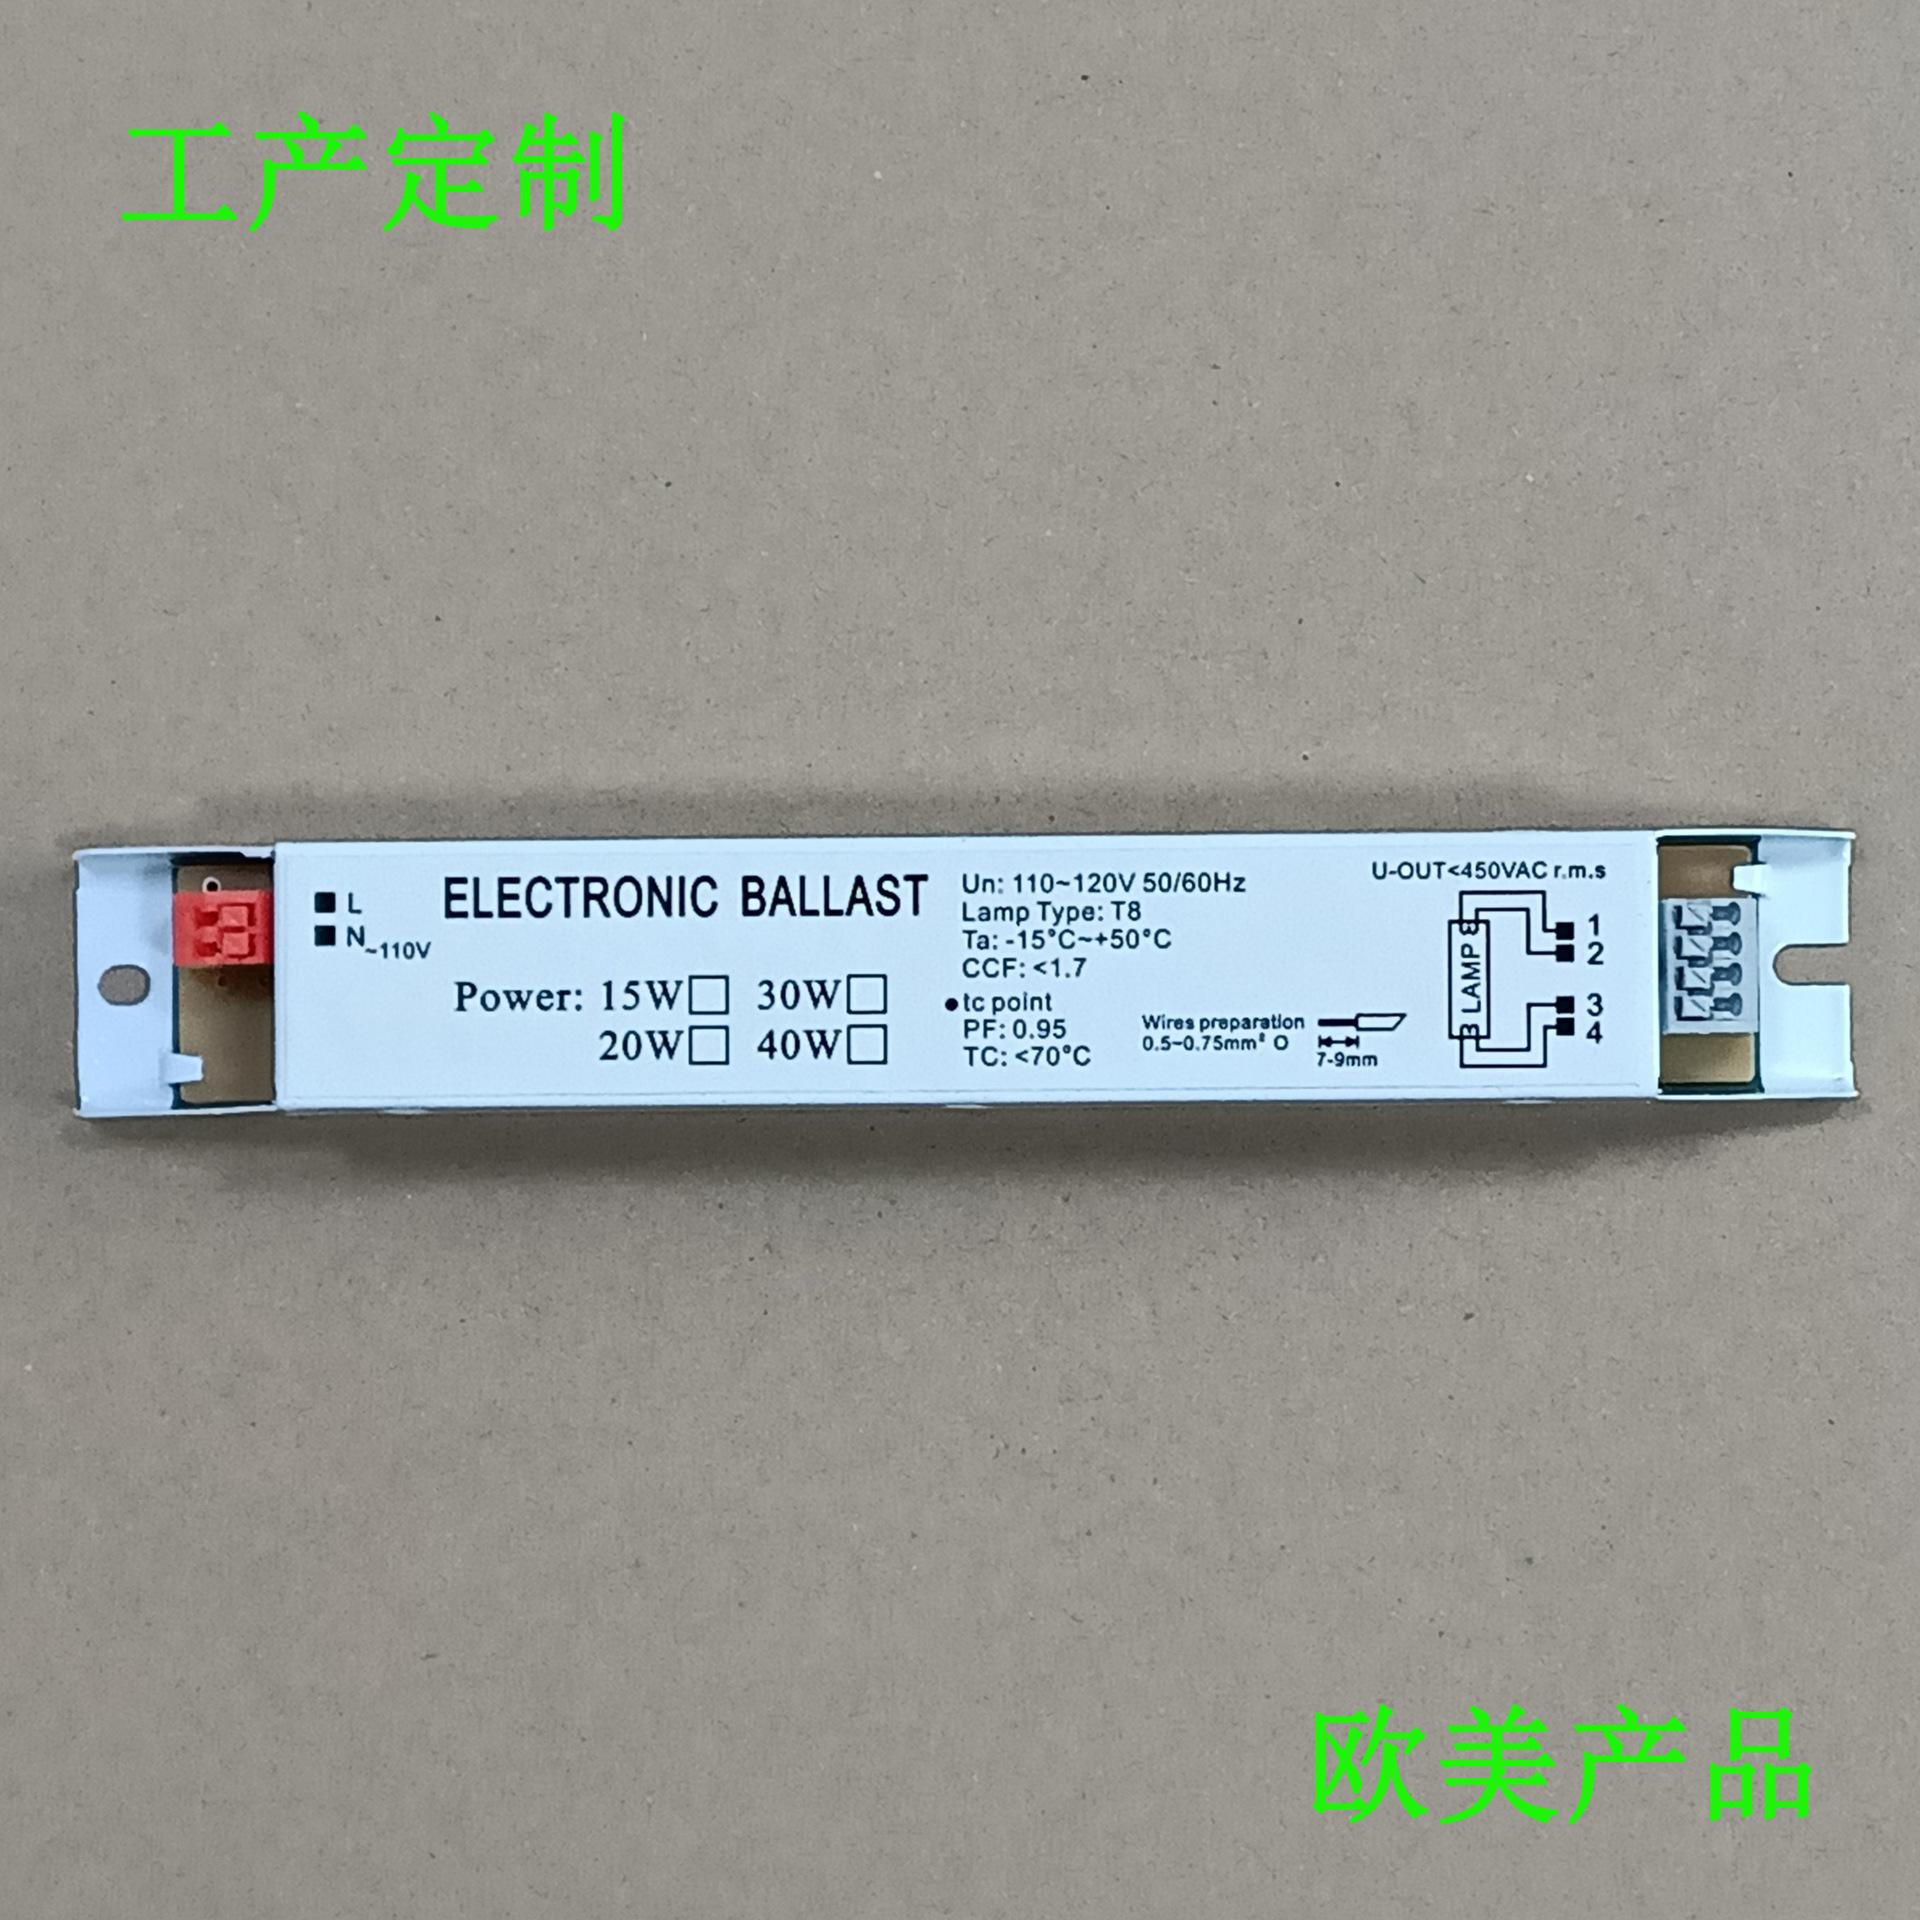 工产定制
L
N ~110V
ELECTRONIC BALLAST
Power: 15W 30W
20W 40W
Un: 110~120V 50/60Hz
Lamp Type: T8
Ta: -15°C~+50°C
CCF: <1.7
tc point
PF: 0.95
TC: <70°C
Wires preparation
0.5-0.75mm² O
7-9mm
U-OUT<450VAC r.m.s
LAMP
1
2
3
4
欧美产品